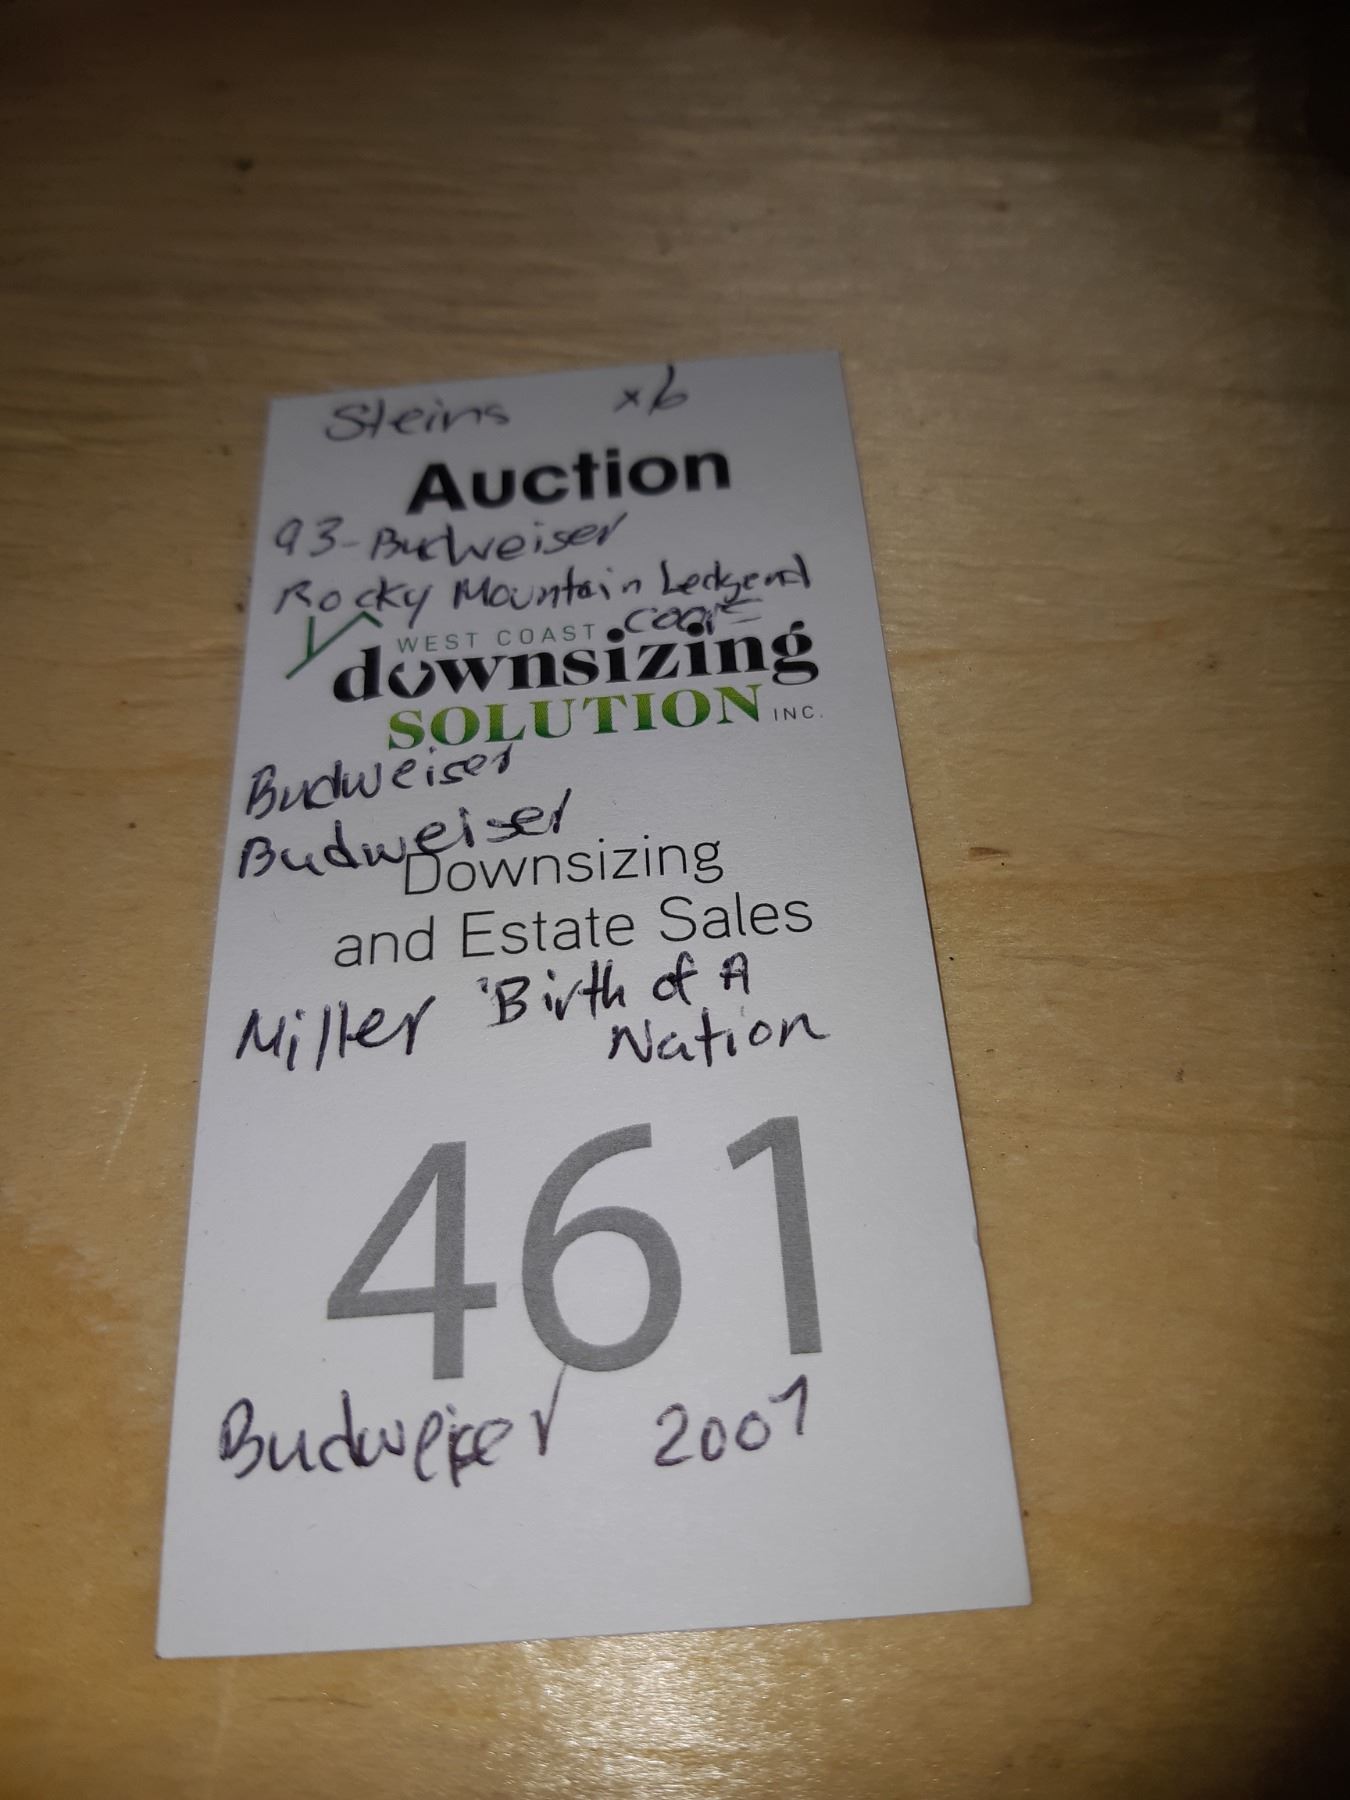 Steins x6
Auction
93-Budweiser
Rocky Mountain Ledgend
Coors
WEST COAST
downsizing
SOLUTION INC.
Budweiser
Budweiser
Downsizing
and Estate Sales
Miller 'Birth of A
Nation
461
Budweiser 2007